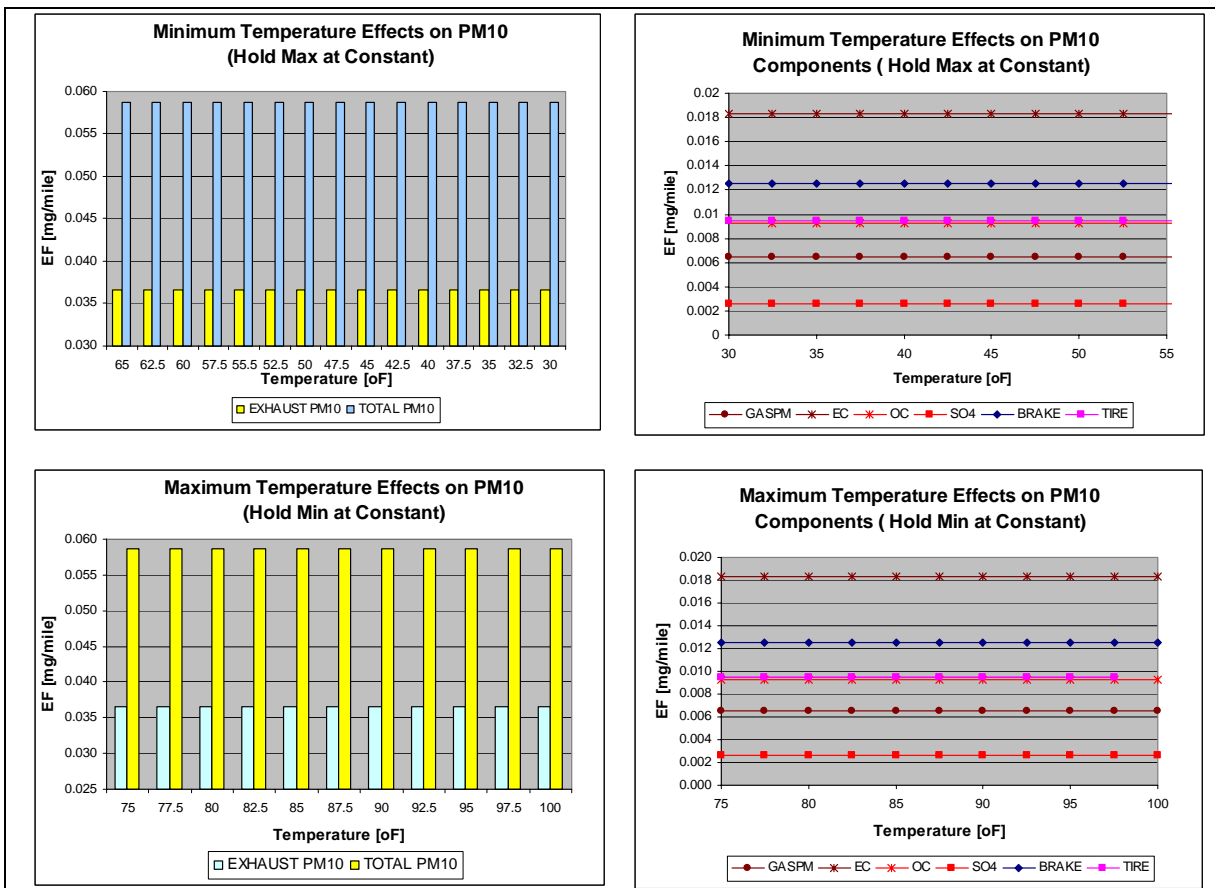 Minimum Temperature Effects on PM10
(Hold Max at Constant)
0.060
0.055
0.050
0.045
0.040
0.035
0.030
EF [mg/mile]
65 62.5 60 57.5 55.5 52.5 50 47.5 45 42.5 40 37.5 35 32.5 30
Temperature [oF]
EXHAUST PM10 TOTAL PM10
Minimum Temperature Effects on PM10
Components ( Hold Max at Constant)
0.02
0.018
0.016
0.014
0.012
0.01
0.008
0.006
0.004
0.002
0
EF [mg/mile]
30 35 40 45 50 55
Temperature [oF]
GASPM EC OC SO4 BRAKE TIRE
Maximum Temperature Effects on PM10
(Hold Min at Constant)
0.060
0.055
0.050
0.045
0.040
0.035
0.030
0.025
EF [mg/mile]
75 77.5 80 82.5 85 87.5 90 92.5 95 97.5 100
Temperature [oF]
EXHAUST PM10 TOTAL PM10
Maximum Temperature Effects on PM10
Components ( Hold Min at Constant)
0.020
0.018
0.016
0.014
0.012
0.010
0.008
0.006
0.004
0.002
0.000
EF [mg/mile]
75 80 85 90 95 100
Temperature [oF]
GASPM EC OC SO4 BRAKE TIRE